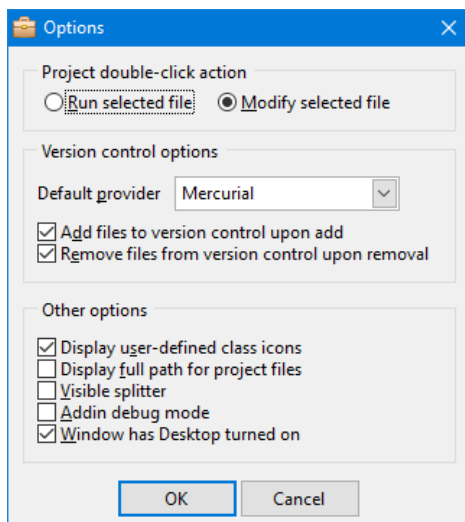 Options
Project double-click action
Run selected file Modify selected file
Version control options
Default provider Mercurial
Add files to version control upon add
Remove files from version control upon removal
Other options
Display user-defined class icons
Display full path for project files
Visible splitter
Addin debug mode
Window has Desktop turned on
OK Cancel